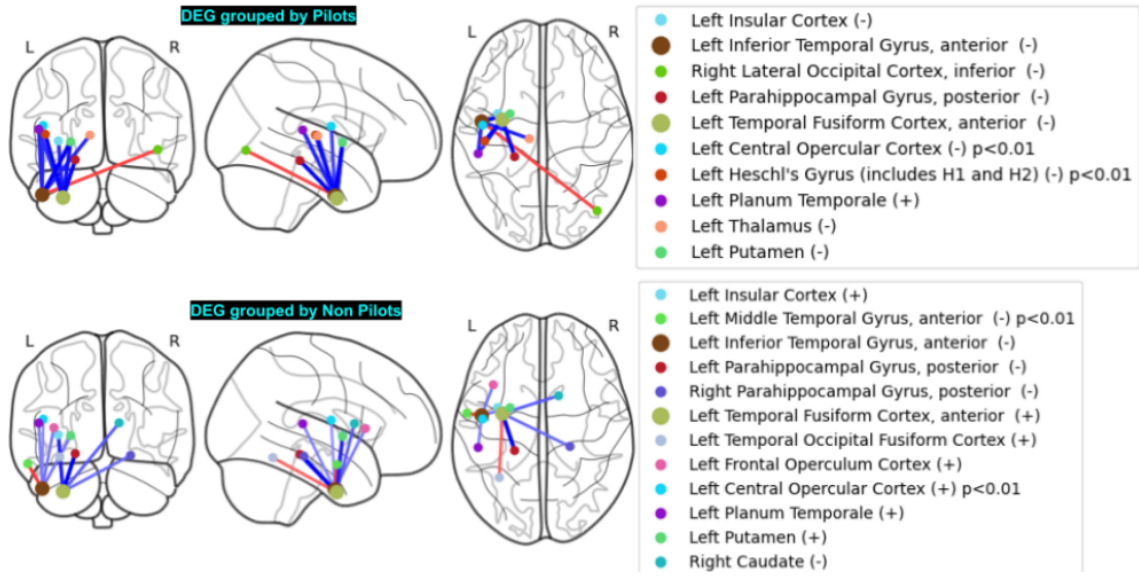 DEG grouped by Pilots
L
R
L
R
Left Insular Cortex (-)
Left Inferior Temporal Gyrus, anterior  (-)
Right Lateral Occipital Cortex, inferior  (-)
Left Parahippocampal Gyrus, posterior  (-)
Left Temporal Fusiform Cortex, anterior  (-)
Left Central Opercular Cortex (-) p<0.01
Left Heschl's Gyrus (includes H1 and H2) (-) p<0.01
Left Planum Temporale (+)
Left Thalamus (-)
Left Putamen (-)
DEG grouped by Non Pilots
L
R
L
R
Left Insular Cortex (+)
Left Middle Temporal Gyrus, anterior  (-) p<0.01
Left Inferior Temporal Gyrus, anterior  (-)
Left Parahippocampal Gyrus, posterior  (-)
Right Parahippocampal Gyrus, posterior  (-)
Left Temporal Fusiform Cortex, anterior (+)
Left Temporal Occipital Fusiform Cortex (+)
Left Frontal Operculum Cortex (+)
Left Central Opercular Cortex (+) p<0.01
Left Planum Temporale (+)
Left Putamen (+)
Right Caudate (-)